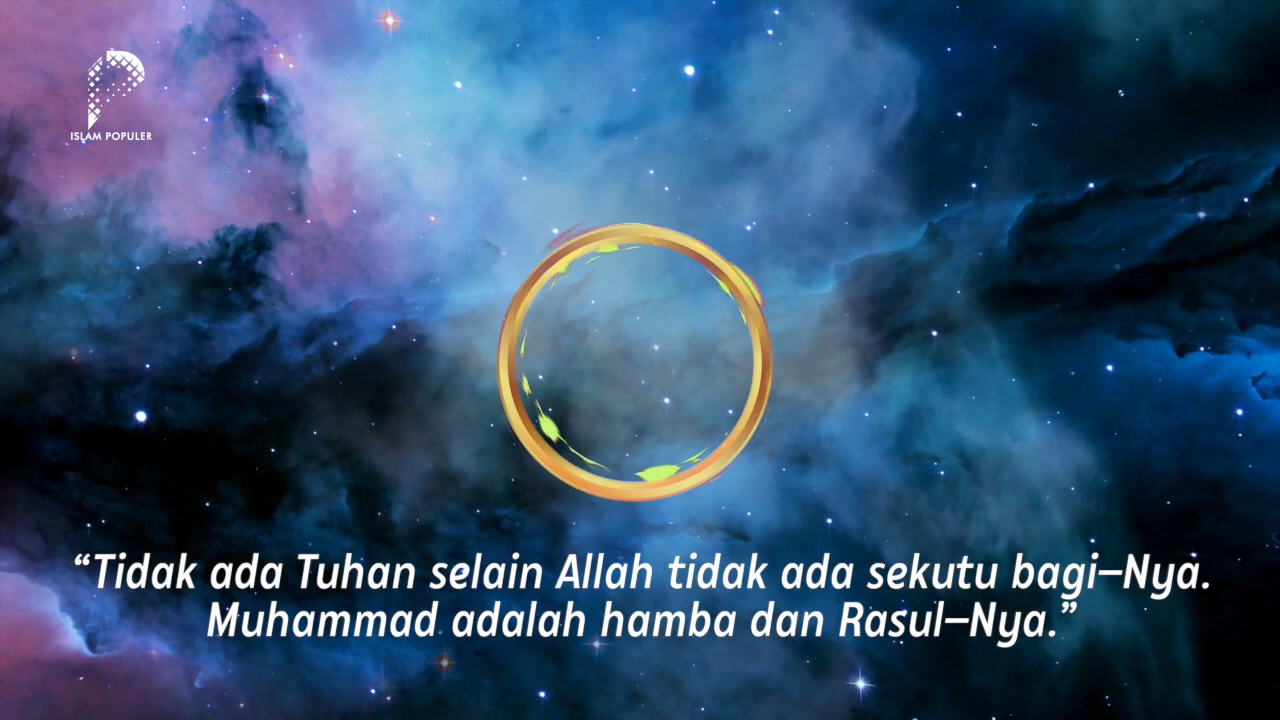 ISLAM POPULER
“Tidak ada Tuhan selain Allah tidak ada sekutu bagi–Nya.
Muhammad adalah hamba dan Rasul–Nya.”